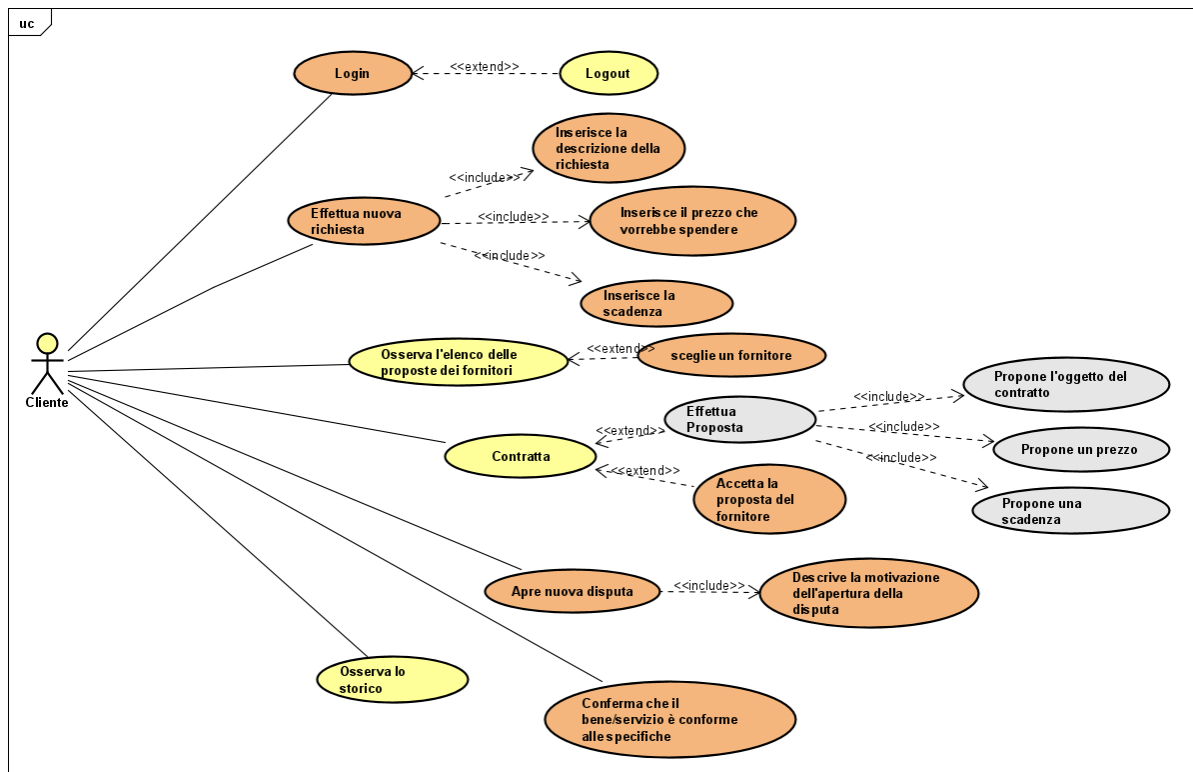 uc
Login
<<extend>>
Logout
Inserisce la
descrizione della
richiesta
<<include>>
Effettua nuova
richiesta
<<include>>
Inserisce il prezzo che
vorrebbe spendere
<<include>>
Inserisce la
scadenza
Cliente
Osserva l'elenco delle
proposte dei fornitori
<<extend>>
sceglie un fornitore
Contratta
<<extend>>
Effettua
Proposta
<<include>>
Propone l'oggetto del
contratto
<<include>>
Propone un prezzo
<<include>>
Propone una
scadenza
<<extend>>
Accetta la
proposta del
fornitore
Apre nuova disputa
<<include>>
Descrive la motivazione
dell'apertura della
disputa
Osserva lo
storico
Conferma che il
bene/servizio è conforme
alle specifiche